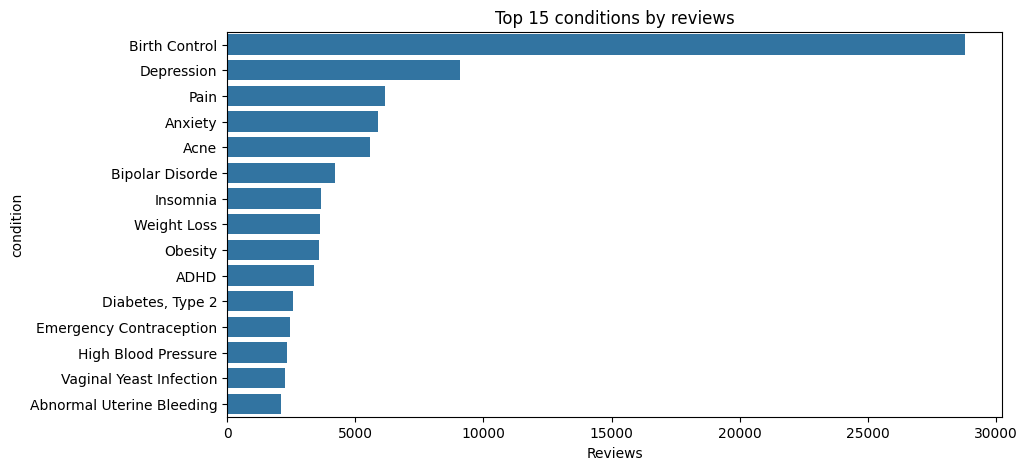 Top 15 conditions by reviews
condition
Birth Control
Depression
Pain
Anxiety
Acne
Bipolar Disorde
Insomnia
Weight Loss
Obesity
ADHD
Diabetes, Type 2
Emergency Contraception
High Blood Pressure
Vaginal Yeast Infection
Abnormal Uterine Bleeding
0 5000 10000 15000 20000 25000 30000
Reviews